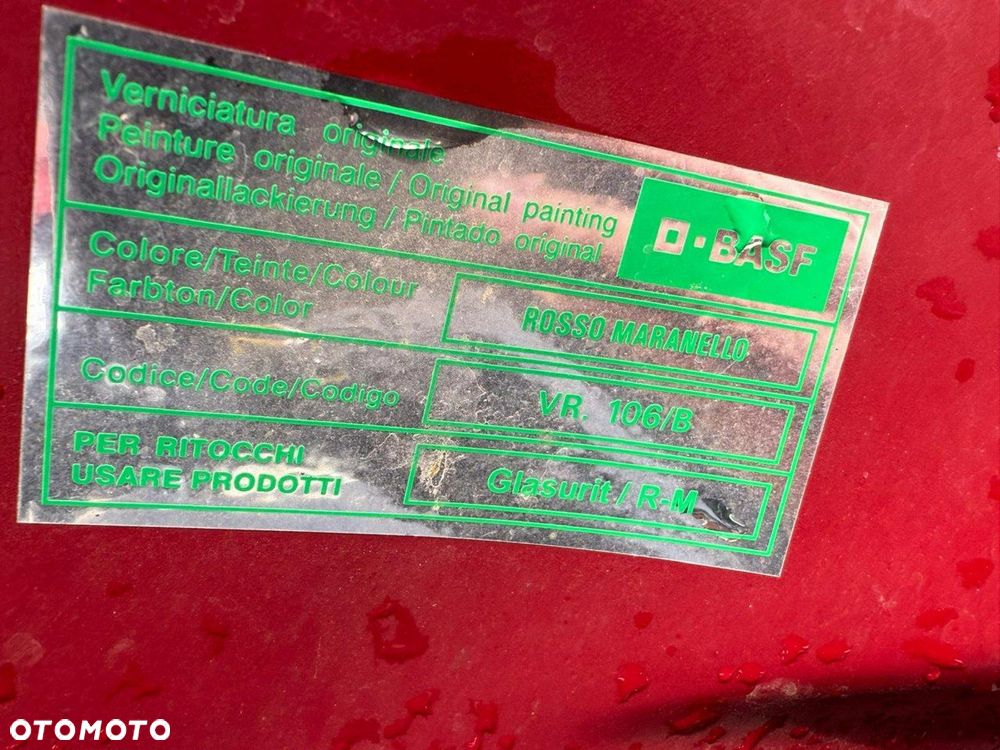 Verniciatura originale
Peinture originale / Original painting
Originallackierung / Pintado original
BASF
Colore/Teinte/Colour
Farbton/Color
ROSSO MARANELLO
Codice/Code/Codigo
VR. 106/B
PER RITOCCHI
USARE PRODOTTI
Glasurit / R-M
OTOMOTO